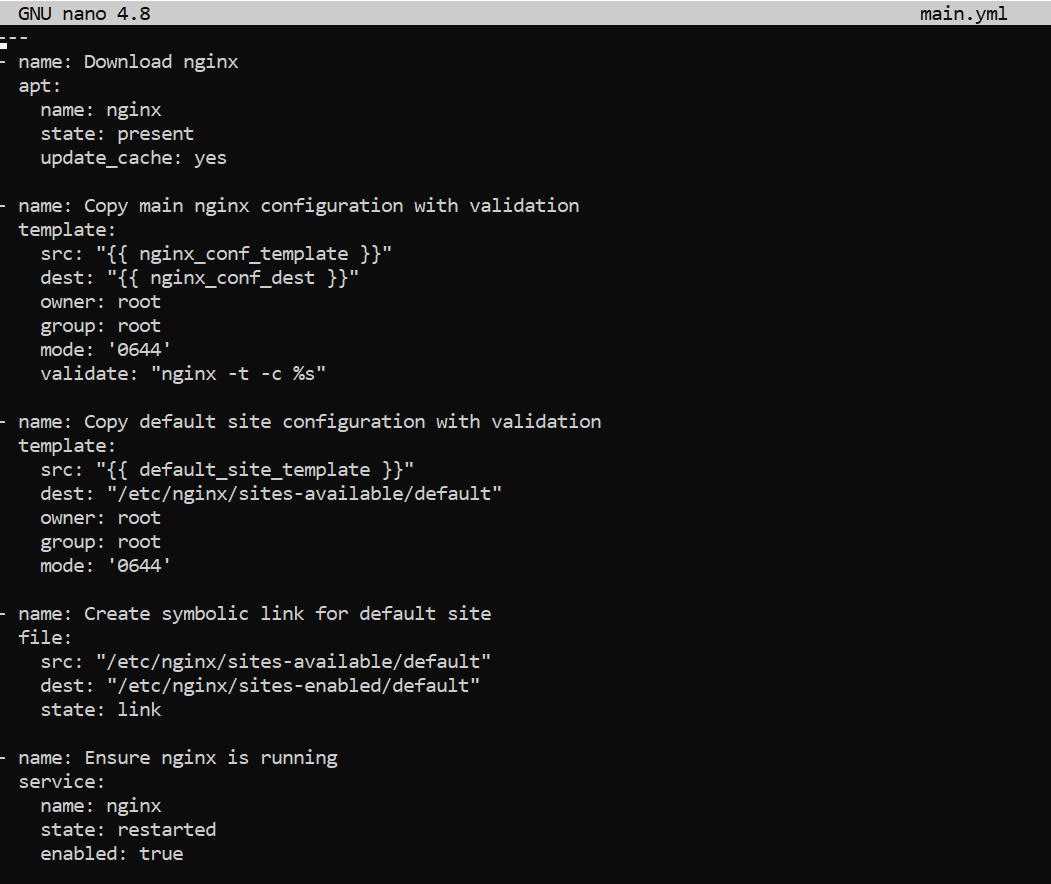 GNU nano 4.8 main.yml
---
- name: Download nginx
  apt:
    name: nginx
    state: present
    update_cache: yes

- name: Copy main nginx configuration with validation
  template:
    src: "{{ nginx_conf_template }}"
    dest: "{{ nginx_conf_dest }}"
    owner: root
    group: root
    mode: '0644'
    validate: "nginx -t -c %s"

- name: Copy default site configuration with validation
  template:
    src: "{{ default_site_template }}"
    dest: "/etc/nginx/sites-available/default"
    owner: root
    group: root
    mode: '0644'

- name: Create symbolic link for default site
  file:
    src: "/etc/nginx/sites-available/default"
    dest: "/etc/nginx/sites-enabled/default"
    state: link

- name: Ensure nginx is running
  service:
    name: nginx
    state: restarted
    enabled: true